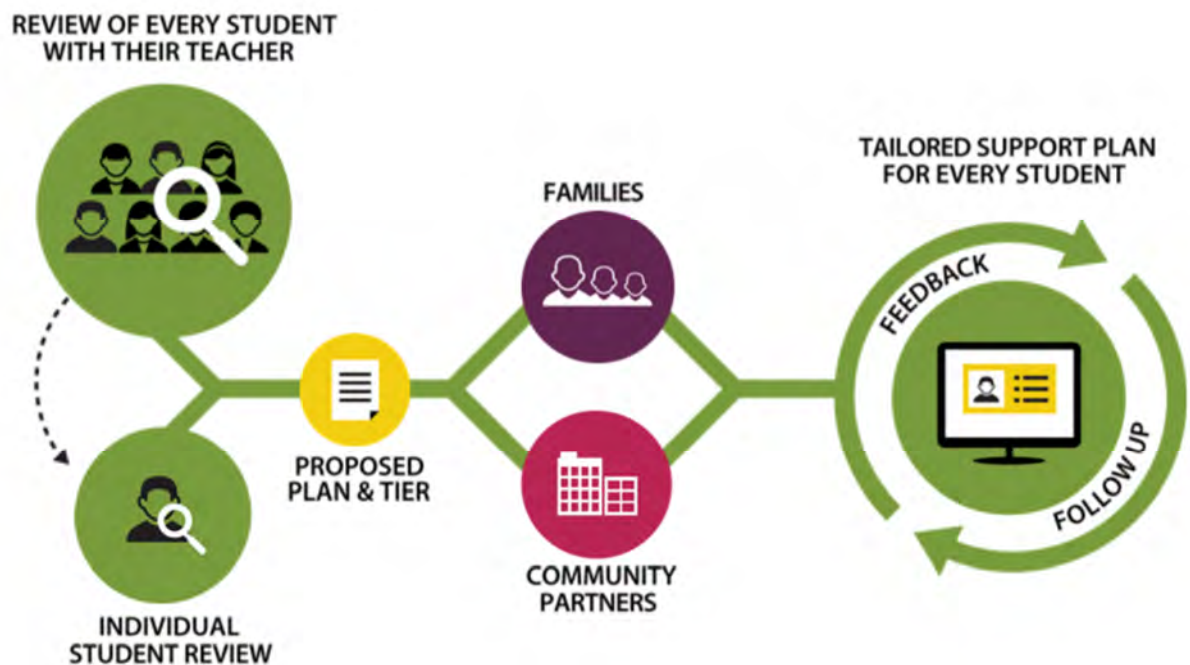 REVIEW OF EVERY STUDENT
WITH THEIR TEACHER
INDIVIDUAL
STUDENT REVIEW
PROPOSED
PLAN & TIER
FAMILIES
COMMUNITY
PARTNERS
TAILORED SUPPORT PLAN
FOR EVERY STUDENT
FEEDBACK
FOLLOW UP